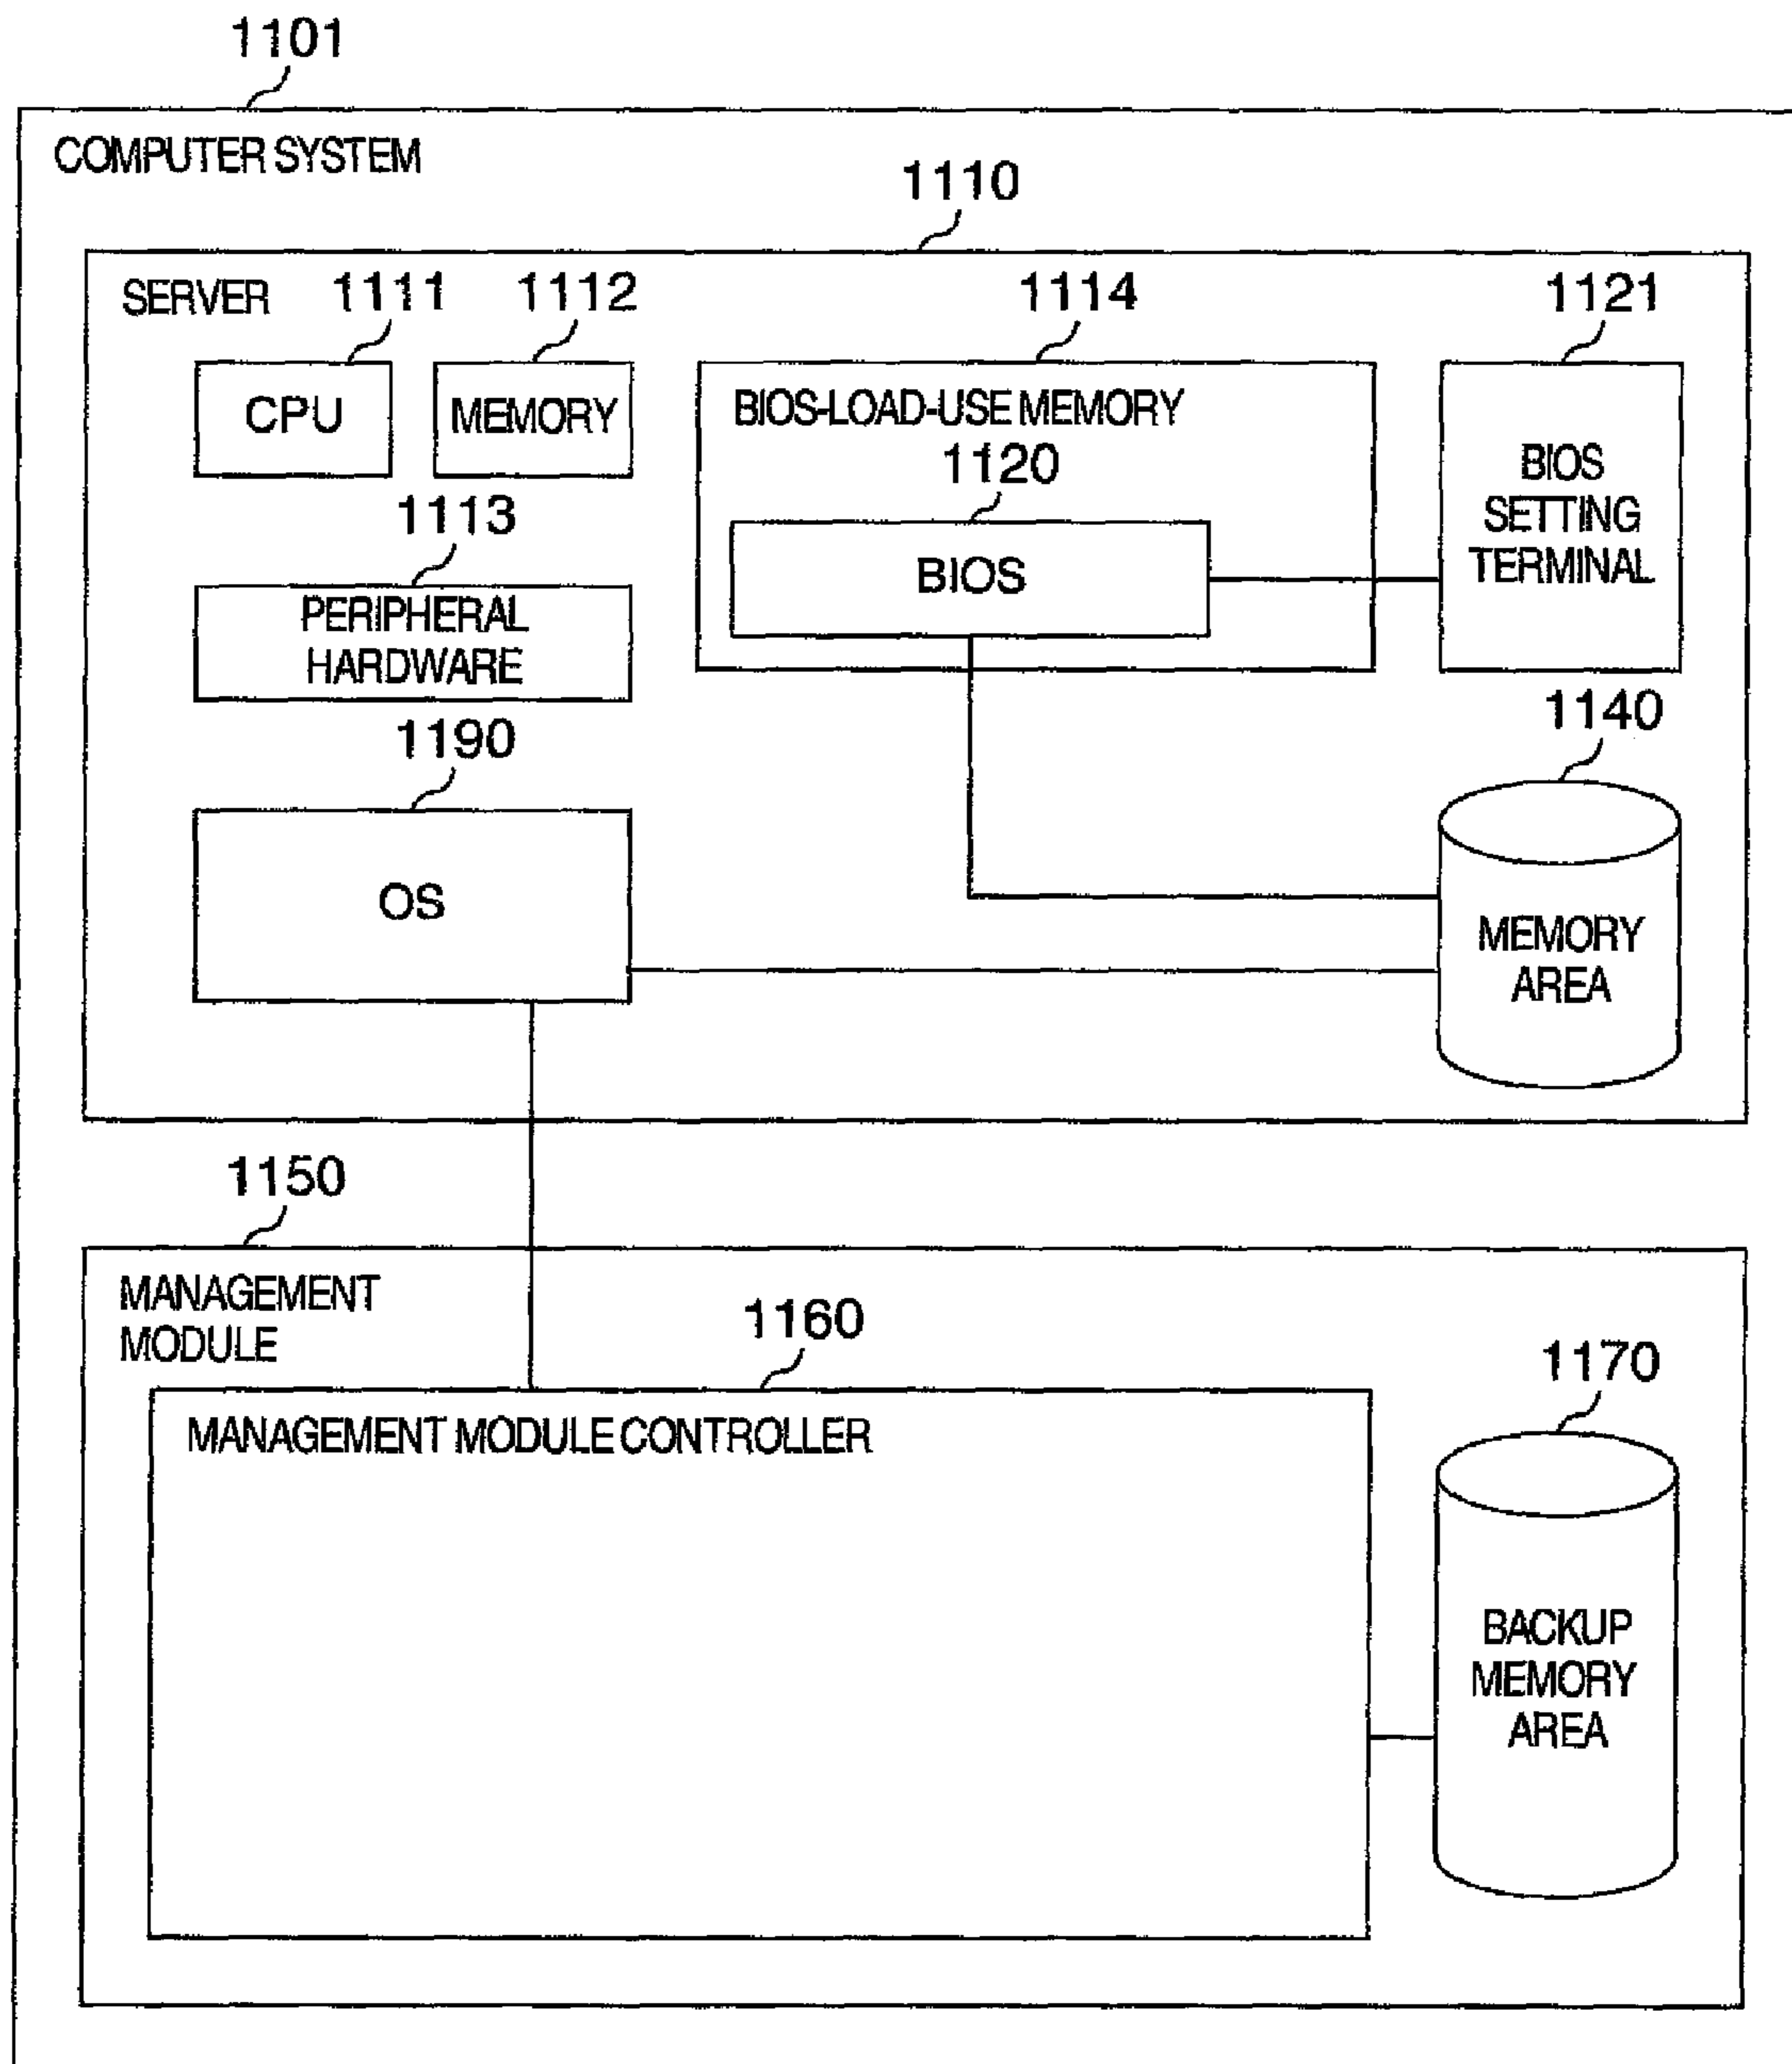 1101
COMPUTER SYSTEM
1110
SERVER
1111
1112
1114
1121
CPU
MEMORY
BIOS-LOAD-USE MEMORY
1120
BIOS
BIOS
SETTING
TERMINAL
1113
PERIPHERAL
HARDWARE
1190
OS
1140
MEMORY
AREA
1150
MANAGEMENT
MODULE
1160
MANAGEMENT MODULE CONTROLLER
1170
BACKUP
MEMORY
AREA